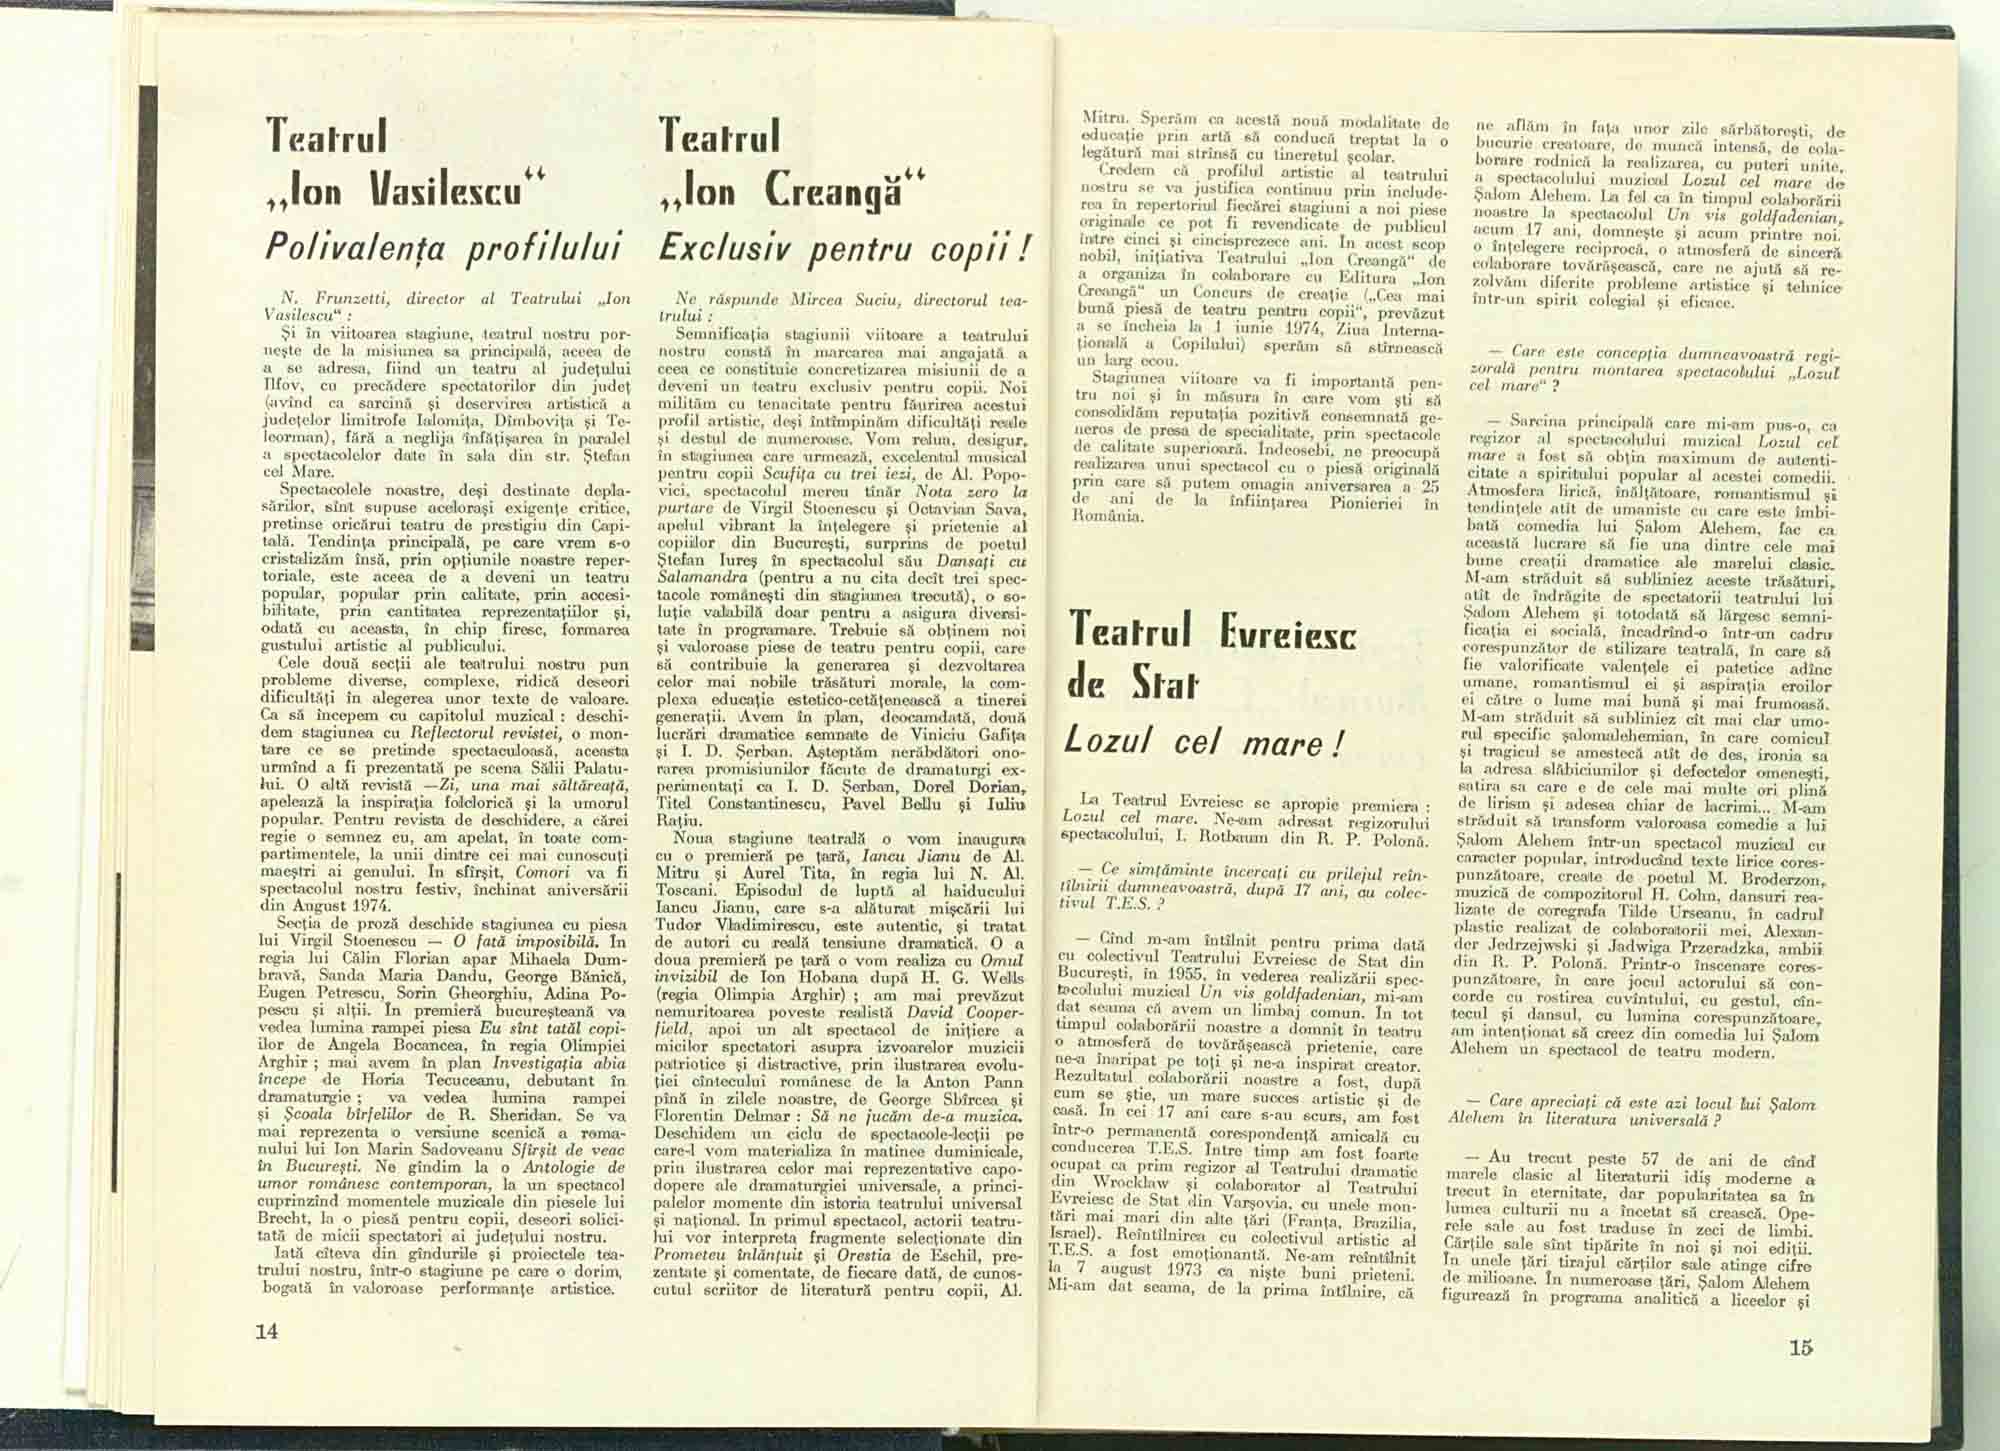 Teatrul
„Ion Vasilescu“
Polivalența profilului
N. Frunzetti, director al Teatrului „Ion
Vasilescu“ :
Și în viitoarea stagiune, teatrul nostru por-
nește de la misiunea sa principală, aceea de
a se adresa, fiind un teatru al județului
Ilfov, cu precădere spectatorilor din județ
(avînd ca sarcină și deservirea artistică a
județelor limitrofe Ialomița, Dîmbovița și Te-
leorman), fără a neglija înfățișarea în paralel
a spectacolelor date în sala din str. Ștefan
cel Mare.
Spectacolele noastre, deși destinate depla-
sărilor, sînt supuse acelorași exigențe critice,
pretinse oricărui teatru de prestigiu din Capi-
tală. Tendința principală, pe care vrem s-o
cristalizăm însă, prin opțiunile noastre reper-
toriale, este aceea de a deveni un teatru
popular, popular prin calitate, prin accesi-
bilitate, prin cantitatea reprezentațiilor și,
odată cu aceasta, în chip firesc, formarea
gustului artistic al publicului.
Cele două secții ale teatrului nostru pun
probleme diverse, complexe, ridică deseori
dificultăți în alegerea unor texte de valoare.
Ca să începem cu capitolul muzical : deschi-
dem stagiunea cu Reflectorul revistei, o mon-
tare ce se pretinde spectaculoasă, aceasta
urmînd a fi prezentată pe scena Sălii Palatu-
lui. O altă revistă —Zi, una mai săltăreață,
apelează la inspirația folclorică și la umorul
popular. Pentru revista de deschidere, a cărei
regie o semnez eu, am apelat, în toate com-
partimentele, la unii dintre cei mai cunoscuți
maeștri ai genului. În sfîrșit, Comori va fi
spectacolul nostru festiv, închinat aniversării
din August 1974.
Secția de proză deschide stagiunea cu piesa
lui Virgil Stoenescu — O fată imposibilă. În
regia lui Călin Florian apar Mihaela Dum-
bravă, Sanda Maria Dandu, George Bănică,
Eugen Petrescu, Sorin Gheorghiu, Adina Po-
pescu și alții. În premieră bucureșteană va
vedea lumina rampei piesa Eu sînt tatăl copi-
ilor de Angela Bocancea, în regia Olimpiei
Arghir ; mai avem în plan Investigația abia
începe de Horia Tecuceanu, debutant în
dramaturgie ; va vedea lumina rampei
și Școala bîrfelilor de R. Sheridan. Se va
mai reprezenta o versiune scenică a roma-
nului lui Ion Marin Sadoveanu Sfîrșit de veac
în București. Ne gîndim la o Antologie de
umor românesc contemporan, la un spectacol
cuprinzînd momentele muzicale din piesele lui
Brecht, la o piesă pentru copii, deseori solici-
tată de micii spectatori ai județului nostru.
Iată cîteva din gîndurile și proiectele tea-
trului nostru, într-o stagiune pe care o dorim,
bogată în valoroase performanțe artistice.
14
Teatrul
„Ion Creangă“
Exclusiv pentru copii !
Ne răspunde Mircea Suciu, directorul tea-
trului :
Semnificația stagiunii viitoare a teatrului
nostru constă în marcarea mai angajată a
ceea ce constituie concretizarea misiunii de a
deveni un teatru exclusiv pentru copii. Noi
milităm cu tenacitate pentru făurirea acestui
profil artistic, deși întîmpinăm dificultăți reale
și destul de numeroase. Vom relua, desigur,
în stagiunea care urmează, excelentul musical
pentru copii Scufița cu trei iezi, de Al. Popo-
vici, spectacolul mereu tînăr Nota zero la
purtare de Virgil Stoenescu și Octavian Sava,
apelul vibrant la înțelegere și prietenie al
copiilor din București, surprins de poetul
Ștefan Iureș în spectacolul său Dansați cu
Salamandra (pentru a nu cita decît trei spec-
tacole românești din stagiunea trecută), o so-
luție valabilă doar pentru a asigura diversi-
tate în programare. Trebuie să obținem noi
și valoroase piese de teatru pentru copii, care
să contribuie la generarea și dezvoltarea
celor mai nobile trăsături morale, la com-
plexa educație estetico-cetățenească a tinerei
generații. Avem în plan, deocamdată, două
lucrări dramatice semnate de Viniciu Gafița
și I. D. Șerban. Așteptăm nerăbdători ono-
rarea promisiunilor făcute de dramaturgi ex-
perimentați ca I. D. Șerban, Dorel Dorian,
Titel Constantinescu, Pavel Bellu și Iuliu
Rațiu.
Noua stagiune teatrală o vom inaugura
cu o premieră pe țară, Iancu Jianu de Al.
Mitru și Aurel Tita, în regia lui N. Al.
Toscani. Episodul de luptă al haiducului
Iancu Jianu, care s-a alăturat mișcării lui
Tudor Vladimirescu, este autentic, și tratat
de autori cu reală tensiune dramatică. O a
doua premieră pe țară o vom realiza cu Omul
invizibil de Ion Hobana după H. G. Wells
(regia Olimpia Arghir) ; am mai prevăzut
nemuritoarea poveste realistă David Cooper-
field, apoi un alt spectacol de inițiere a
micilor spectatori asupra izvoarelor muzicii
patriotice și distractive, prin ilustrarea evolu-
ției cîntecului românesc de la Anton Pann
pînă în zilele noastre, de George Sbîrcea și
Florentin Delmar : Să ne jucăm de-a muzica.
Deschidem un ciclu de spectacole-lecții pe
care-l vom materializa în matinee duminicale,
prin ilustrarea celor mai reprezentative capo-
dopere ale dramaturgiei universale, a princi-
palelor momente din istoria teatrului universal
și național. În primul spectacol, actorii teatru-
lui vor interpreta fragmente selecționate din
Prometeu înlănțuit și Orestia de Eschil, pre-
zentate și comentate, de fiecare dată, de cunos-
cutul scriitor de literatură pentru copii, Al.
Mitru. Sperăm ca acestă nouă modalitate de
educație prin artă să conducă treptat la o
legătură mai strînsă cu tineretul școlar.
Credem că profilul artistic al teatrului
nostru se va justifica continuu prin include-
rea în repertoriul fiecărei stagiuni a noi piese
originale ce pot fi revendicate de publicul
între cinci și cincisprezece ani. În acest scop
nobil, inițiativa Teatrului „Ion Creangă“ de
a organiza în colaborare cu Editura „Ion
Creangă“ un Concurs de creație („Cea mai
bună piesă de teatru pentru copii“, prevăzut
a se încheia la 1 iunie 1974, Ziua Interna-
țională a Copilului) sperăm să stîrnească
un larg ecou.
Stagiunea viitoare va fi importantă pen-
tru noi și în măsura în care vom ști să
consolidăm reputația pozitivă consemnată ge-
neros de presa de specialitate, prin spectacole
de calitate superioară. Îndeosebi, ne preocupă
realizarea unui spectacol cu o piesă originală
prin care să putem omagia aniversarea a 25
de ani de la înființarea Pionieriei în
România.
Teatrul Evreiesc
de Stat
Lozul cel mare !
La Teatrul Evreiesc se apropie premiera :
Lozul cel mare. Ne-am adresat regizorului
spectacolului, I. Rotbaum din R. P. Polonă.
— Ce simțăminte încercați cu prilejul reîn-
tîlnirii dumneavoastră, după 17 ani, cu colec-
tivul T.E.S. ?
— Cînd m-am întîlnit pentru prima dată
cu colectivul Teatrului Evreiesc de Stat din
București, în 1955, în vederea realizării spec-
tacolului muzical Un vis goldfadenian, mi-am
dat seama că avem un limbaj comun. În tot
timpul colaborării noastre a domnit în teatru
o atmosferă de tovărășească prietenie, care
ne-a înaripat pe toți și ne-a inspirat creator.
Rezultatul colaborării noastre a fost, după
cum se știe, un mare succes artistic și de
casă. În cei 17 ani care s-au scurs, am fost
într-o permanentă corespondență amicală cu
conducerea T.E.S. Între timp am fost foarte
ocupat ca prim regizor al Teatrului dramatic
din Wrocklaw și colaborator al Teatrului
Evreiesc de Stat din Varșovia, cu unele mon-
tări mai mari din alte țări (Franța, Brazilia,
Israel). Reîntîlnirea cu colectivul artistic al
T.E.S. a fost emoționantă. Ne-am reîntîlnit
la 7 august 1973 ca niște buni prieteni.
Mi-am dat seama, de la prima întîlnire, că
ne aflăm în fața unor zile sărbătorești, de
bucurie creatoare, de muncă intensă, de cola-
borare rodnică la realizarea, cu puteri unite,
a spectacolului muzical Lozul cel mare de
Șalom Alehem. La fel ca în timpul colaborării
noastre la spectacolul Un vis goldfadenian,
acum 17 ani, domnește și acum printre noi.
o înțelegere reciprocă, o atmosferă de sinceră
colaborare tovărășească, care ne ajută să re-
zolvăm diferite probleme artistice și tehnice
într-un spirit colegial și eficace.
— Care este concepția dumneavoastră regi-
zorală pentru montarea spectacolului „Lozul
cel mare“ ?
— Sarcina principală care mi-am pus-o, ca
regizor al spectacolului muzical Lozul cel
mare a fost să obțin maximum de autenti-
citate a spiritului popular al acestei comedii.
Atmosfera lirică, înălțătoare, romantismul și
tendințele atît de umaniste cu care este îmbi-
bată comedia lui Șalom Alehem, fac ca
această lucrare să fie una dintre cele mai
bune creații dramatice ale marelui clasic.
M-am străduit să subliniez aceste trăsături,
atît de îndrăgite de spectatorii teatrului lui
Șalom Alehem și totodată să lărgesc semni-
ficația ei socială, încadrînd-o într-un cadru
corespunzător de stilizare teatrală, în care să
fie valorificate valențele ei patetice adînc
umane, romantismul ei și aspirația eroilor
ei către o lume mai bună și mai frumoasă.
M-am străduit să subliniez cît mai clar umo-
rul specific șalomalehemian, în care comicul
și tragicul se amestecă atît de des, ironia sa
la adresa slăbiciunilor și defectelor omenești,
satira sa care e de cele mai multe ori plină
de lirism și adesea chiar de lacrimi... M-am
străduit să transform valoroasa comedie a lui
Șalom Alehem într-un spectacol muzical cu
caracter popular, introducînd texte lirice cores-
punzătoare, create de poetul M. Broderzon,
muzică de compozitorul H. Cohn, dansuri rea-
lizate de coregrafa Tilde Urseanu, în cadrul
plastic realizat de colaboratorii mei, Alexan-
der Jedrzejwski și Jadwiga Przeradzka, ambii
din R. P. Polonă. Printr-o înscenare cores-
punzătoare, în care jocul actorului să con-
corde cu rostirea cuvîntului, cu gestul, cîn-
tecul și dansul, cu lumina corespunzătoare,
am intenționat să creez din comedia lui Șalom
Alehem un spectacol de teatru modern.
— Care apreciați că este azi locul lui Șalom
Alehem în literatura universală ?
— Au trecut peste 57 de ani de cînd
marele clasic al literaturii idiș moderne a
trecut în eternitate, dar popularitatea sa în
lumea culturii nu a încetat să crească. Ope-
rele sale au fost traduse în zeci de limbi.
Cărțile sale sînt tipărite în noi și noi ediții.
În unele țări tirajul cărților sale atinge cifre
de milioane. În numeroase țări, Șalom Alehem
figurează în programa analitică a liceelor și
15